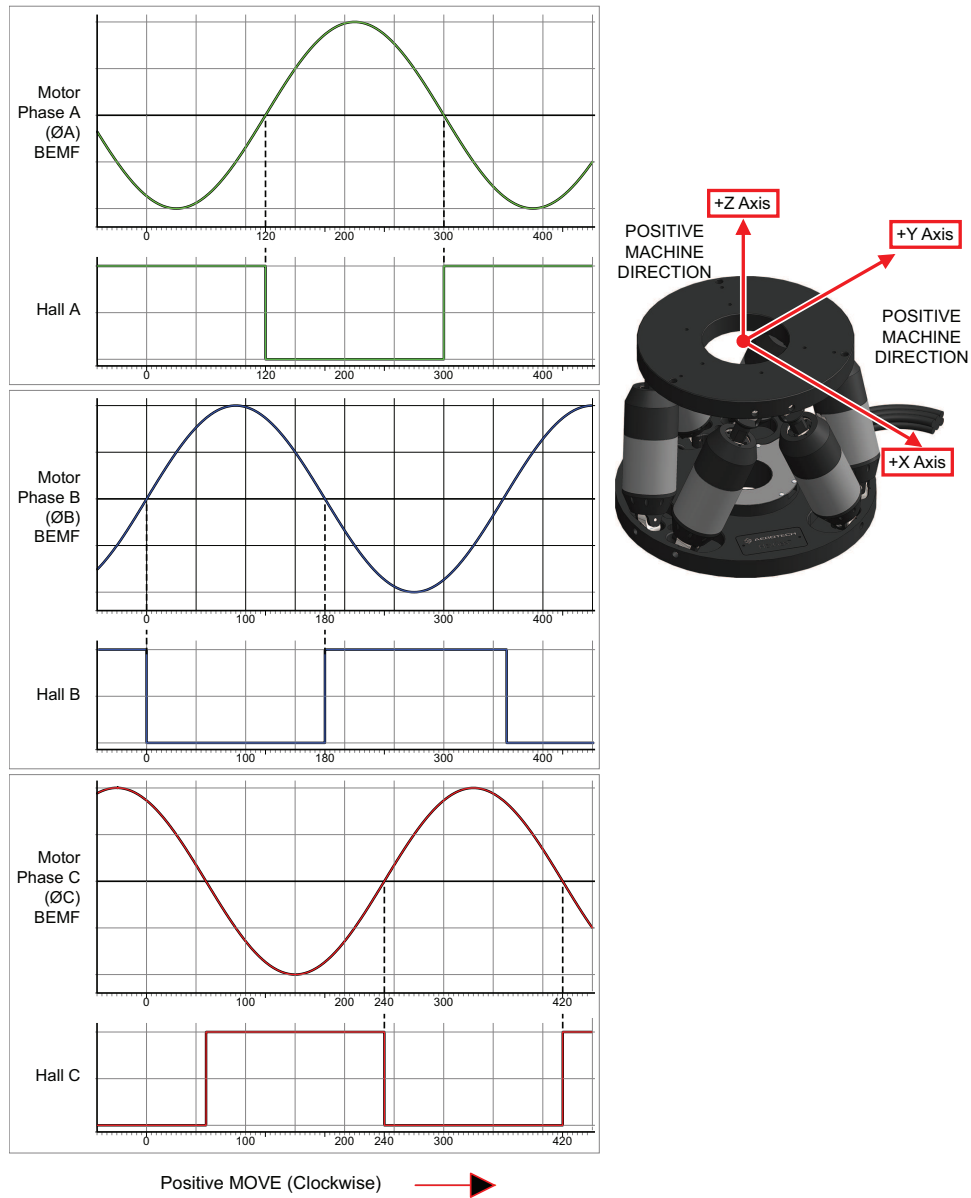 Motor
Phase A
(ØA)
BEMF
0
120
200
300
400
Hall A
0
120
200
300
400
Motor
Phase B
(ØB)
BEMF
0
100
180
300
400
Hall B
0
100
180
300
400
Motor
Phase C
(ØC)
BEMF
0
100
200
240
300
420
Hall C
0
100
200
240
300
420
Positive MOVE (Clockwise)
+Z Axis
POSITIVE
MACHINE
DIRECTION
+Y Axis
POSITIVE
MACHINE
DIRECTION
+X Axis
AEROTECH